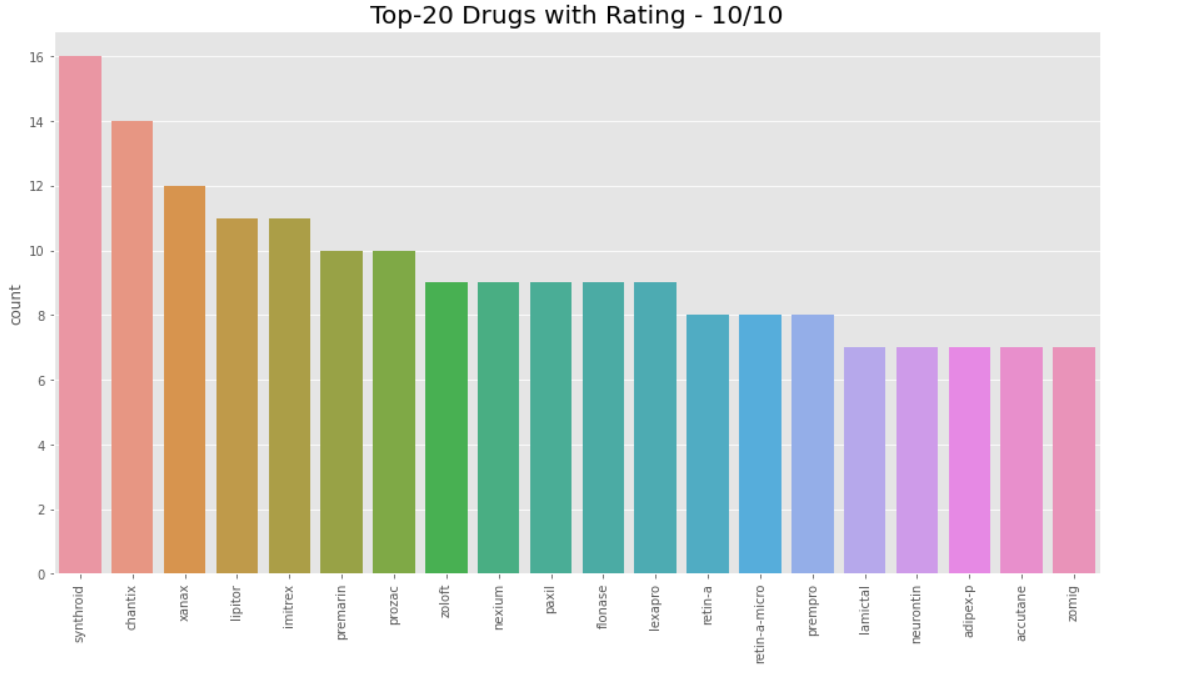 Top-20 Drugs with Rating - 10/10
16
14
12
10
8
6
4
2
0
count
synthroid
chantix
xanax
lipitor
imitrex
premarin
prozac
zoloft
nexium
paxil
flonase
lexapro
retin-a
retin-a-micro
prempro
lamictal
neurontin
adipex-p
accutane
zomig